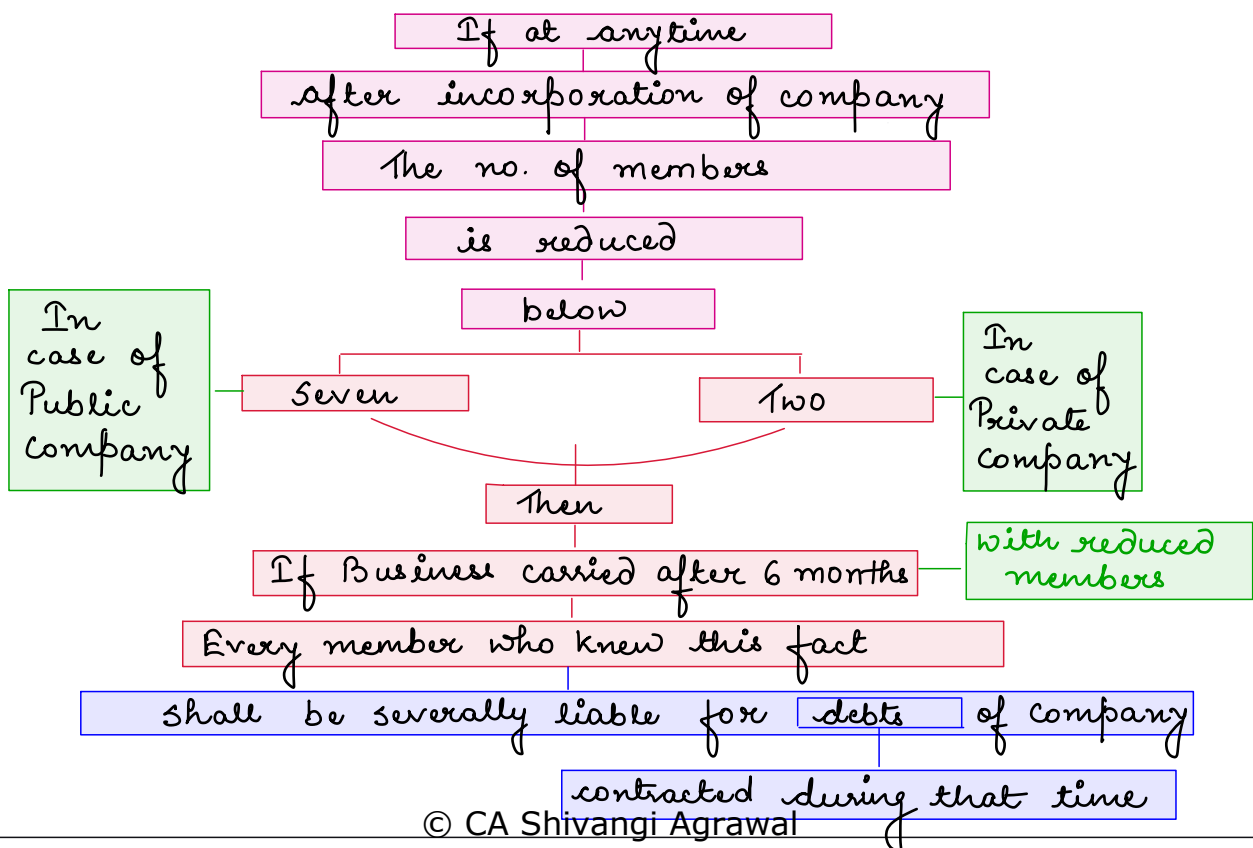 If at anytime
after incorporation of company
The no. of members
is reduced
below
In
case of
Public
company
Seven
Two
In
case of
Private
company
Then
If Business carried after 6 months
with reduced
members
Every member who knew this fact
shall be severally liable for debts of company
contracted during that time
© CA Shivangi Agrawal